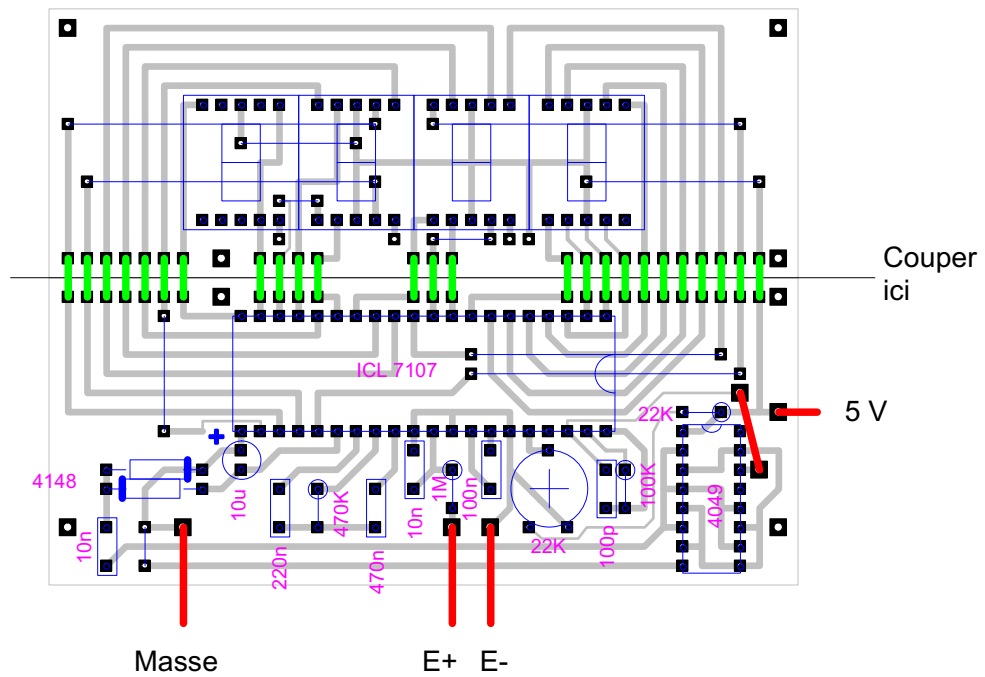 Couper
ici
ICL 7107
22K
5 V
+
4148
10u
470K
10n
1M
100n
100K
4049
10n
220n
470n
22K
100p
Masse
E+
E-